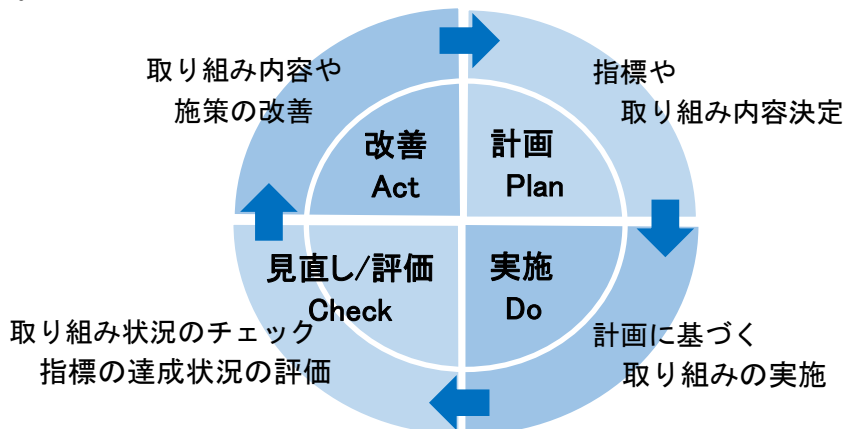 取り組み内容や
施策の改善
指標や
取り組み内容決定
改善
Act
計画
Plan
見直し/評価
Check
実施
Do
取り組み状況のチェック
指標の達成状況の評価
計画に基づく
取り組みの実施